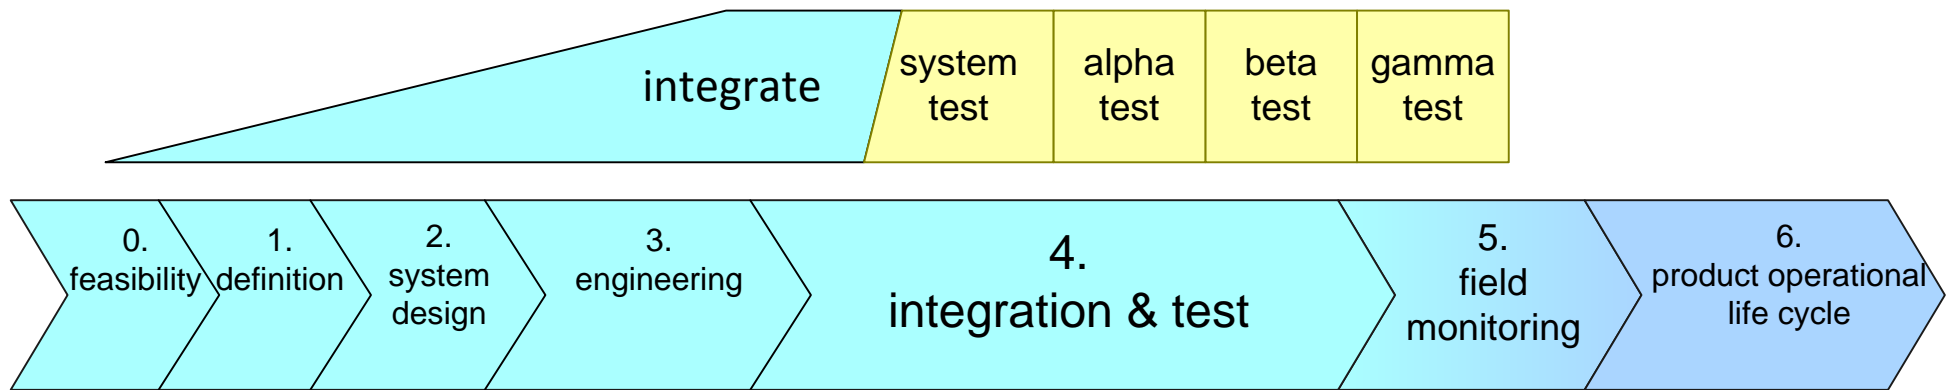 integrate
system
test
alpha
test
beta
test
gamma
test
0.
feasibility
1.
definition
2.
system
design
3.
engineering
4.
integration & test
5.
field
monitoring
6.
product operational
life cycle